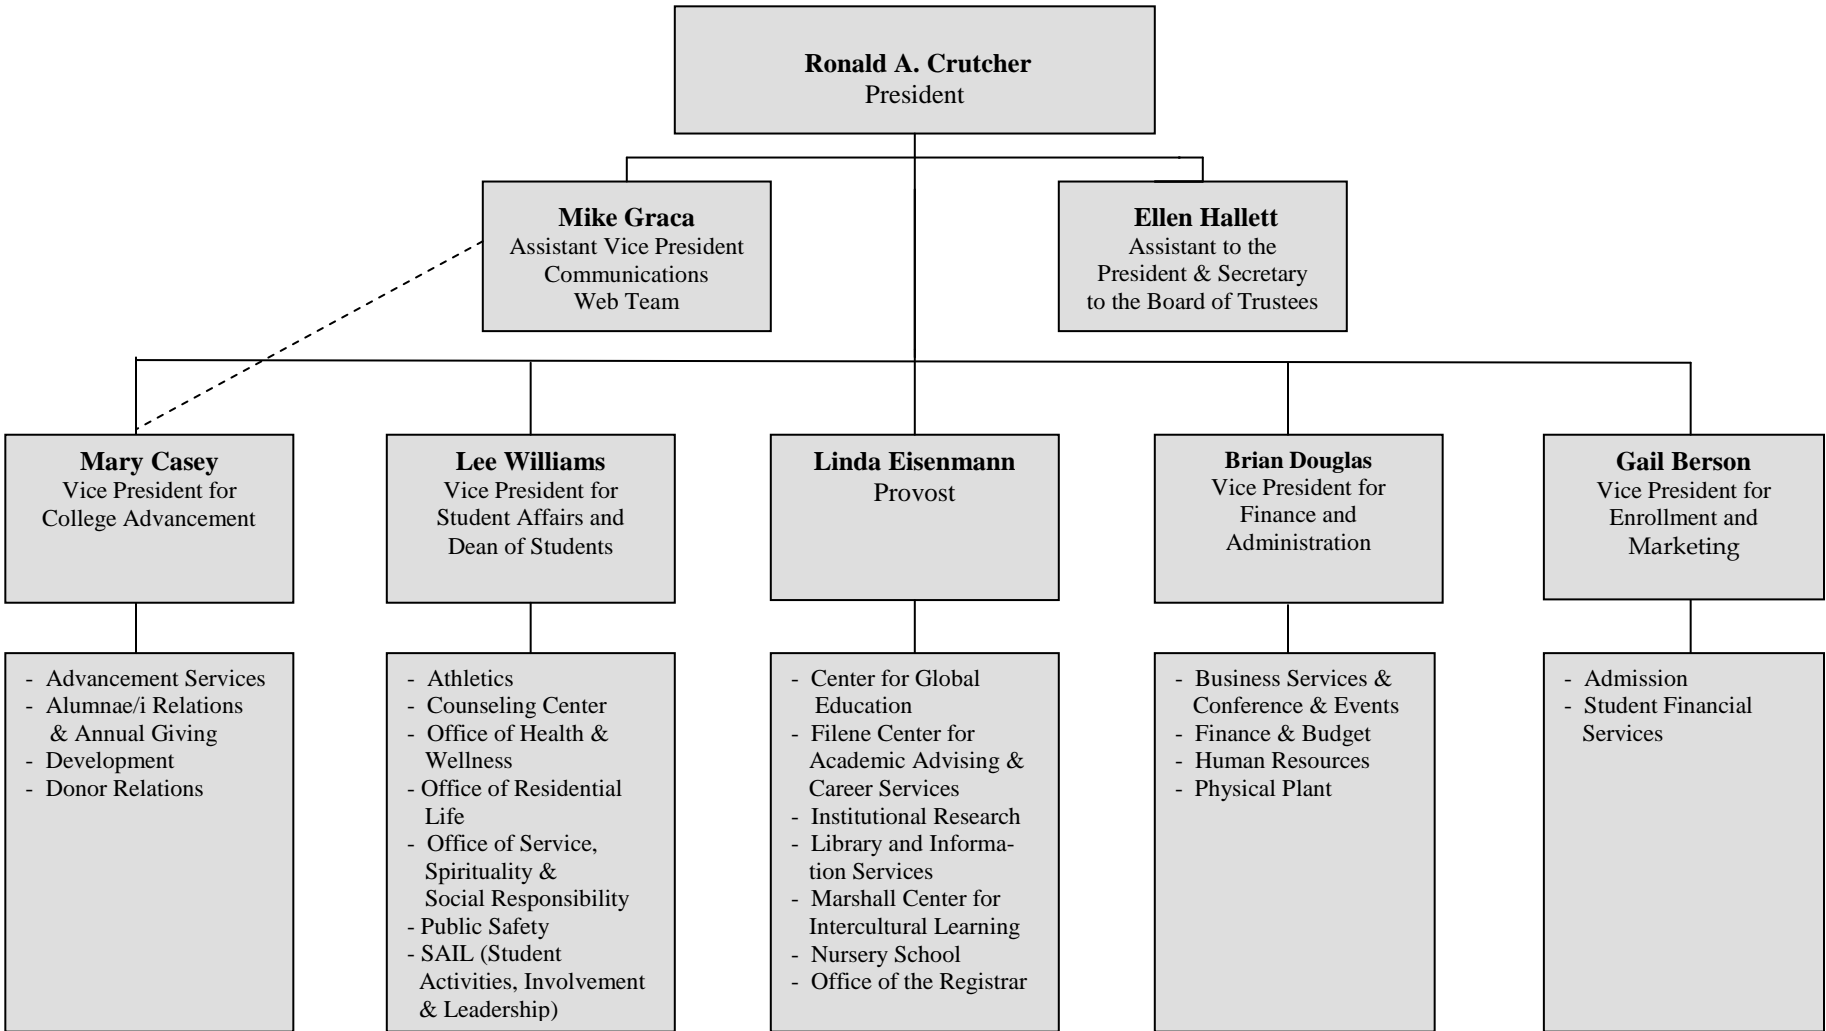 Ronald A. Crutcher
President
Mike Graca
Assistant Vice President
Communications
Web Team
Ellen Hallett
Assistant to the
President & Secretary
to the Board of Trustees
Mary Casey
Vice President for
College Advancement
Lee Williams
Vice President for
Student Affairs and
Dean of Students
Linda Eisenmann
Provost
Brian Douglas
Vice President for
Finance and
Administration
Gail Berson
Vice President for
Enrollment and
Marketing
- Advancement Services
- Alumnae/i Relations
& Annual Giving
- Development
- Donor Relations
- Athletics
- Counseling Center
- Office of Health &
Wellness
- Office of Residential
Life
- Office of Service,
Spirituality &
Social Responsibility
- Public Safety
- SAIL (Student
Activities, Involvement
& Leadership)
- Center for Global
Education
- Filene Center for
Academic Advising &
Career Services
- Institutional Research
- Library and Informa-
tion Services
- Marshall Center for
Intercultural Learning
- Nursery School
- Office of the Registrar
- Business Services &
Conference & Events
- Finance & Budget
- Human Resources
- Physical Plant
- Admission
- Student Financial
Services